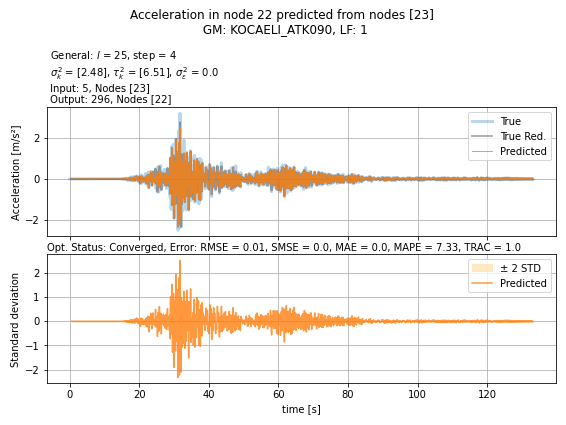 Acceleration in node 22 predicted from nodes [23]
GM: KOCAELI_ATK090, LF: 1
General: l = 25, step = 4
σ²ₖ = [2.48], τ²ₖ = [6.51], σ²ε = 0.0
Input: 5, Nodes [23]
Output: 296, Nodes [22]
Acceleration [m/s²]
2
0
−2
True
True Red.
Predicted
Opt. Status: Converged, Error: RMSE = 0.01, SMSE = 0.0, MAE = 0.0, MAPE = 7.33, TRAC = 1.0
Standard deviation
2
1
0
−1
−2
± 2 STD
Predicted
0 20 40 60 80 100 120
time [s]